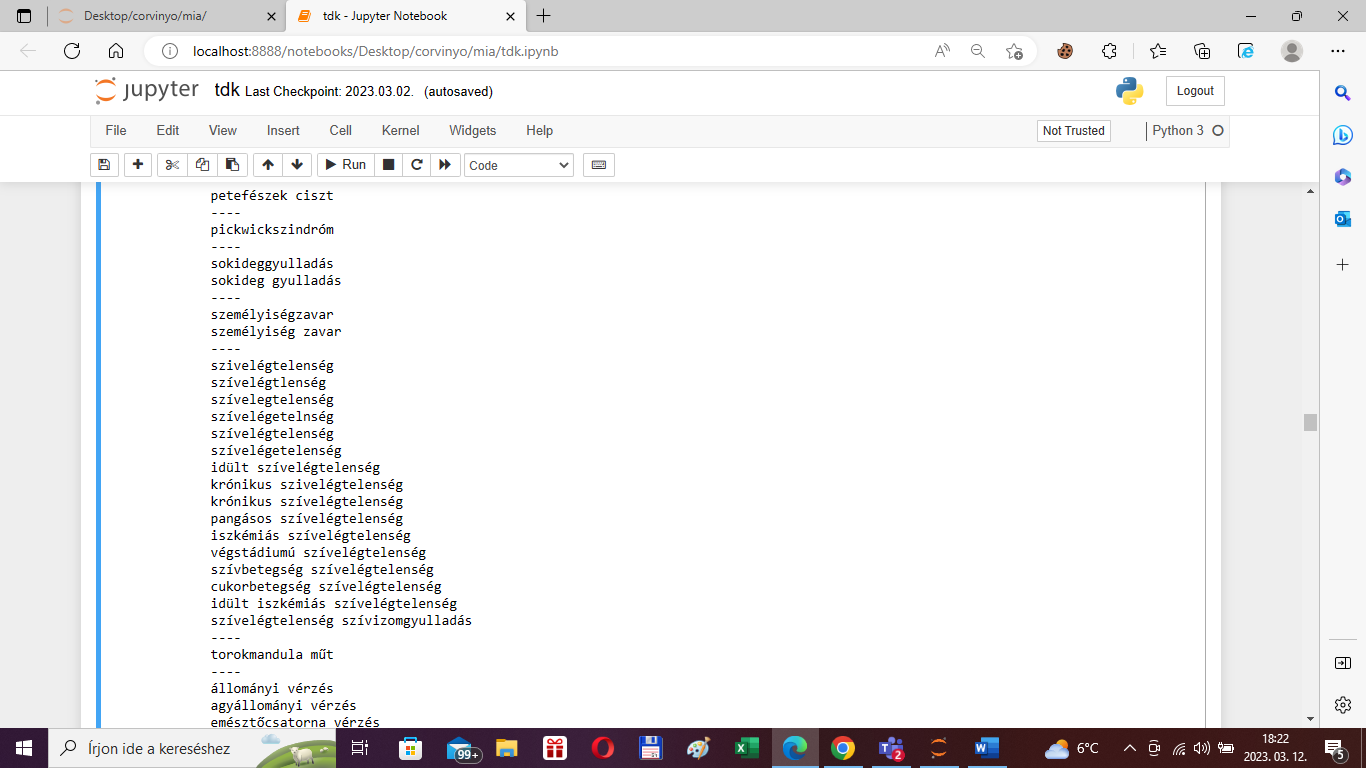 Desktop/corvinyo/mia/
tdk - Jupyter Notebook
localhost:8888/notebooks/Desktop/corvinyo/mia/tdk.ipynb
jupyter tdk Last Checkpoint: 2023.03.02. (autosaved)
Logout
File Edit View Insert Cell Kernel Widgets Help
Not Trusted
Python 3
Run
Code
petefészek ciszt
----
pickwickszindróm
----
sokideggyulladás
sokideg gyulladás
----
személyiségzavar
személyiség zavar
----
szivelégtelenség
szívelégtlenség
szívelegtelenség
szívelégetelnség
szívelégtelenség
szívelégetelenség
idült szívelégtelenség
krónikus szivelégtelenség
krónikus szívelégtelenség
pangásos szívelégtelenség
iszkémiás szívelégtelenség
végstádiumú szívelégtelenség
szívbetegség szívelégtelenség
cukorbetegség szívelégtelenség
idült iszkémiás szívelégtelenség
szívelégtelenség szívizomgyulladás
----
torokmandula műt
----
állományi vérzés
agyállományi vérzés
emésztőcsatorna vérzés
Írjon ide a kereséshez
99+
2
6°C
18:22
2023. 03. 12.
5